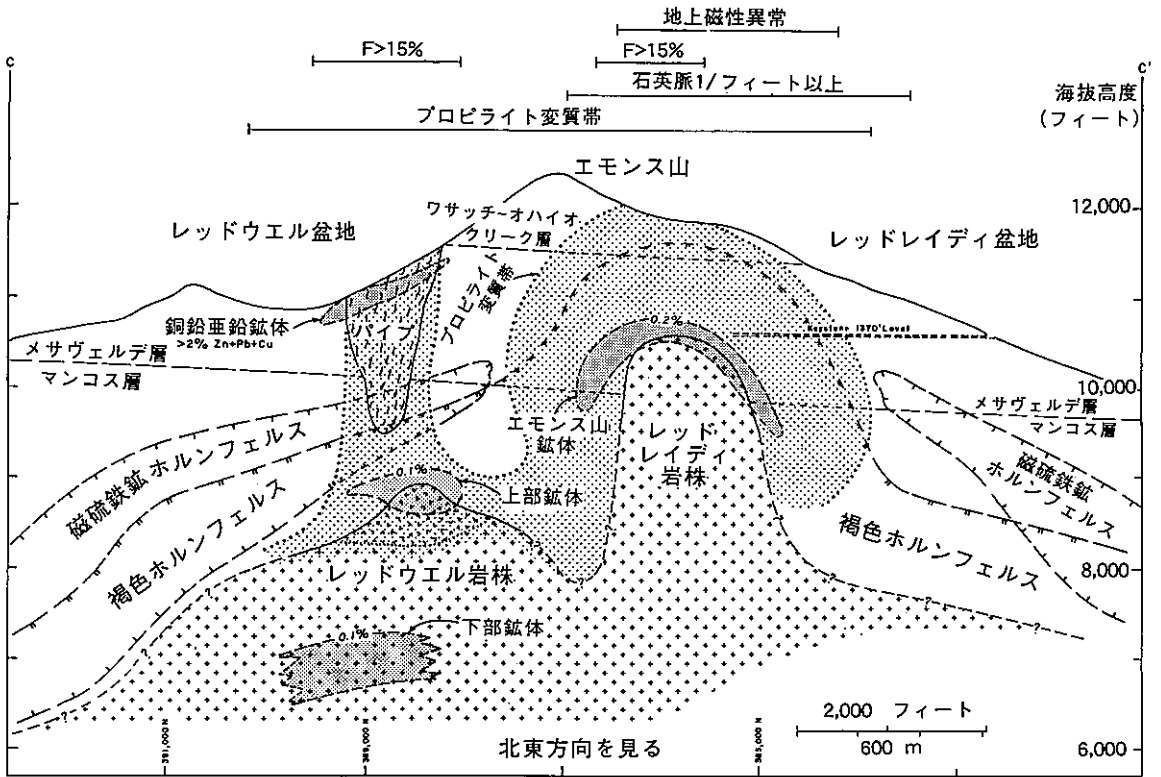 地上磁性異常
F>15%
F>15%
C
C'
石英脈1/フィート以上
海抜高度
(フィート)
プロピライト変質帯
エモンス山
12,000
ワサッチ~オハイオ
クリーク層
レッドウエル盆地
レッドレイディ盆地
プロピライト
変質帯
銅鉛亜鉛鉱体
>2% Zn+Pb+Cu
パイプ
0.2%
Level
メサヴェルデ層
マンコス層
10,000
メサヴェルデ層
マンコス層
エモンス山
鉱体
レッド
レイディ
岩株
磁硫鉄鉱 ホルンフェルス
磁硫鉄鉱
ホルンフェルス
0.1%
上部鉱体
褐色ホルンフェルス
褐色ホルンフェルス
8,000
レッドウエル岩株
?
?
?
?
?
0.1%
下部鉱体
?
2,000 フィート
600 m
391,000 N
389,000 N
385,000 N
北東方向を見る
6,000